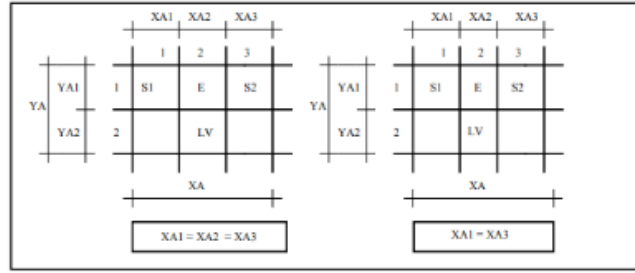 XA1 XA2 XA3
1 2 3
YA YA1 1 S1 E S2
YA2 2 LV
XA
XA1 = XA2 = XA3
XA1 XA2 XA3
1 2 3
YA YA1 1 S1 E S2
YA2 2 LV
XA
XA1 = XA3